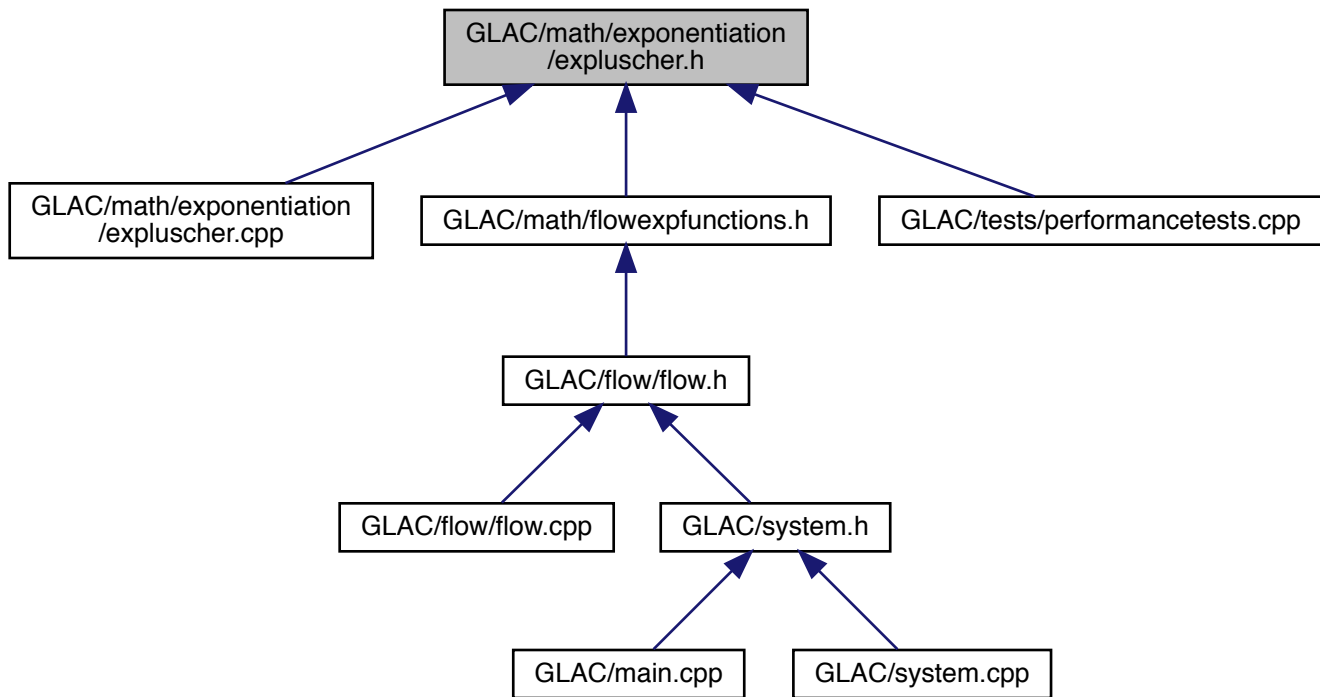 GLAC/math/exponentiation
/expluscher.h
GLAC/math/exponentiation
/expluscher.cpp
GLAC/math/flowexpfunctions.h
GLAC/tests/performancetests.cpp
GLAC/flow/flow.h
GLAC/flow/flow.cpp
GLAC/system.h
GLAC/main.cpp
GLAC/system.cpp